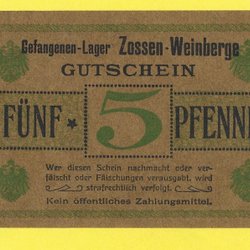 Gefangenen-Lager Zossen-Weinberge
GUTSCHEIN
FÜNF 5 PFENN
Wer diesen Schein nachmacht oder ver-
fälscht oder Fälschungen verausgabt, wird
strafrechtlich verfolgt.
Kein öffentliches Zahlungsmittel.